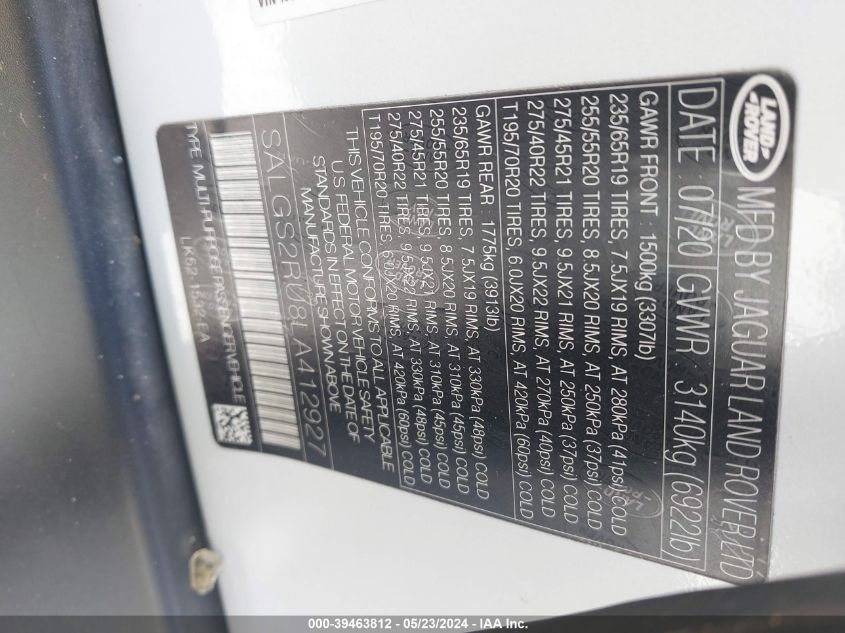 LAND
-ROVER-
MFD BY JAGUAR LAND ROVER LTD
DATE : 07/20 GVWR : 3140kg (6922lb)
GAWR FRONT : 1500kg (3307lb)
235/65R19 TIRES, 7.5JX19 RIMS, AT 280kPA (41psi) COLD
255/55R20 TIRES, 8.5JX20 RIMS, AT 250kPA (37psi) COLD
275/45R21 TIRES, 9.5JX21 RIMS, AT 250kPA (37psi) COLD
275/40R22 TIRES, 9.5JX22 RIMS, AT 270kPA (40psi) COLD
T195/70R20 TIRES, 6.0JX20 RIMS, AT 420kPA (60psi) COLD
GAWR REAR : 1775kg (3913lb)
235/65R19 TIRES, 7.5JX19 RIMS, AT 330kPA (48psi) COLD
255/55R20 TIRES, 8.5JX20 RIMS, AT 310kPA (45psi) COLD
275/45R21 TIRES, 9.5JX21 RIMS, AT 310kPA (45psi) COLD
275/40R22 TIRES, 9.5JX22 RIMS, AT 330kPA (48psi) COLD
T195/70R20 TIRES, 6.0JX20 RIMS, AT 420kPA (60psi) COLD
THIS VEHICLE CONFORMS TO ALL APPLICABLE
U.S. FEDERAL MOTOR VEHICLE SAFETY
STANDARDS IN EFFECT ON THE DATE OF
MANUFACTURE SHOWN ABOVE
SALGS2RU8LA412927
TYPE: MULTI-PURPOSE PASSENGER VEHICLE
000-39463812 - 05/23/2024 - IAA Inc.